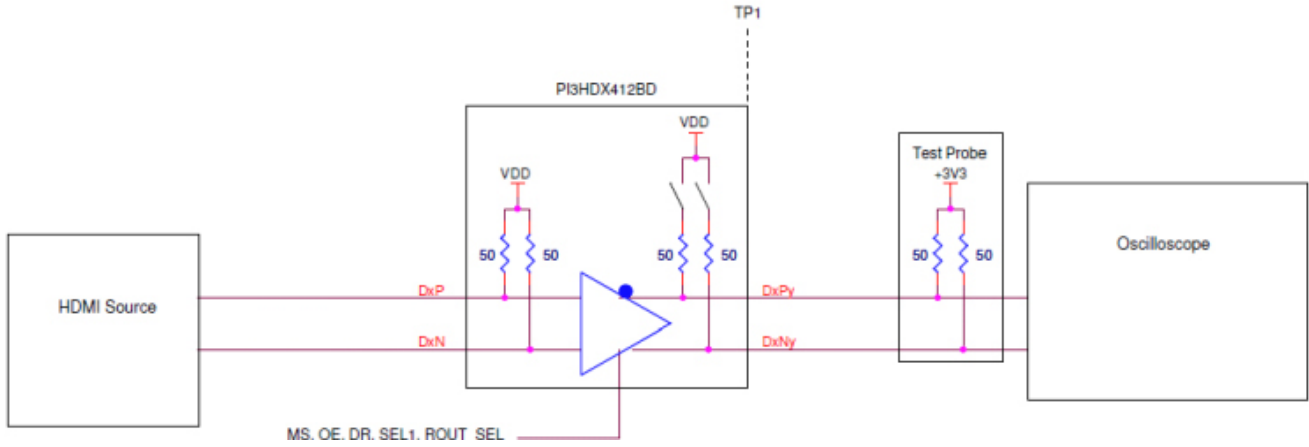 TP1
PI3HDX412BD
VDD
VDD
Test Probe
+3V3
50
50
50
50
50
50
Oscilloscope
HDMI Source
DxP
DxPy
DxN
DxNy
MS, OE, DR, SEL1, ROUT_SEL